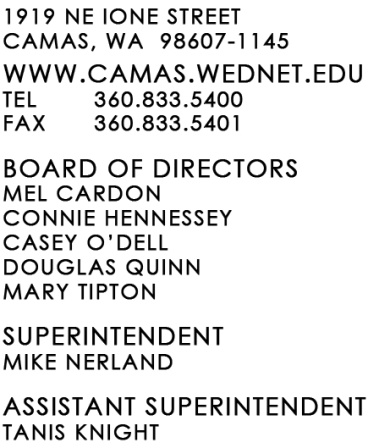 1919 NE IONE STREET
CAMAS, WA 98607-1145
WWW.CAMAS.WEDNET.EDU
TEL 360.833.5400
FAX 360.833.5401
BOARD OF DIRECTORS
MEL CARDON
CONNIE HENNESSEY
CASEY O'DELL
DOUGLAS QUINN
MARY TIPTON
SUPERINTENDENT
MIKE NERLAND
ASSISTANT SUPERINTENDENT
TANIS KNIGHT